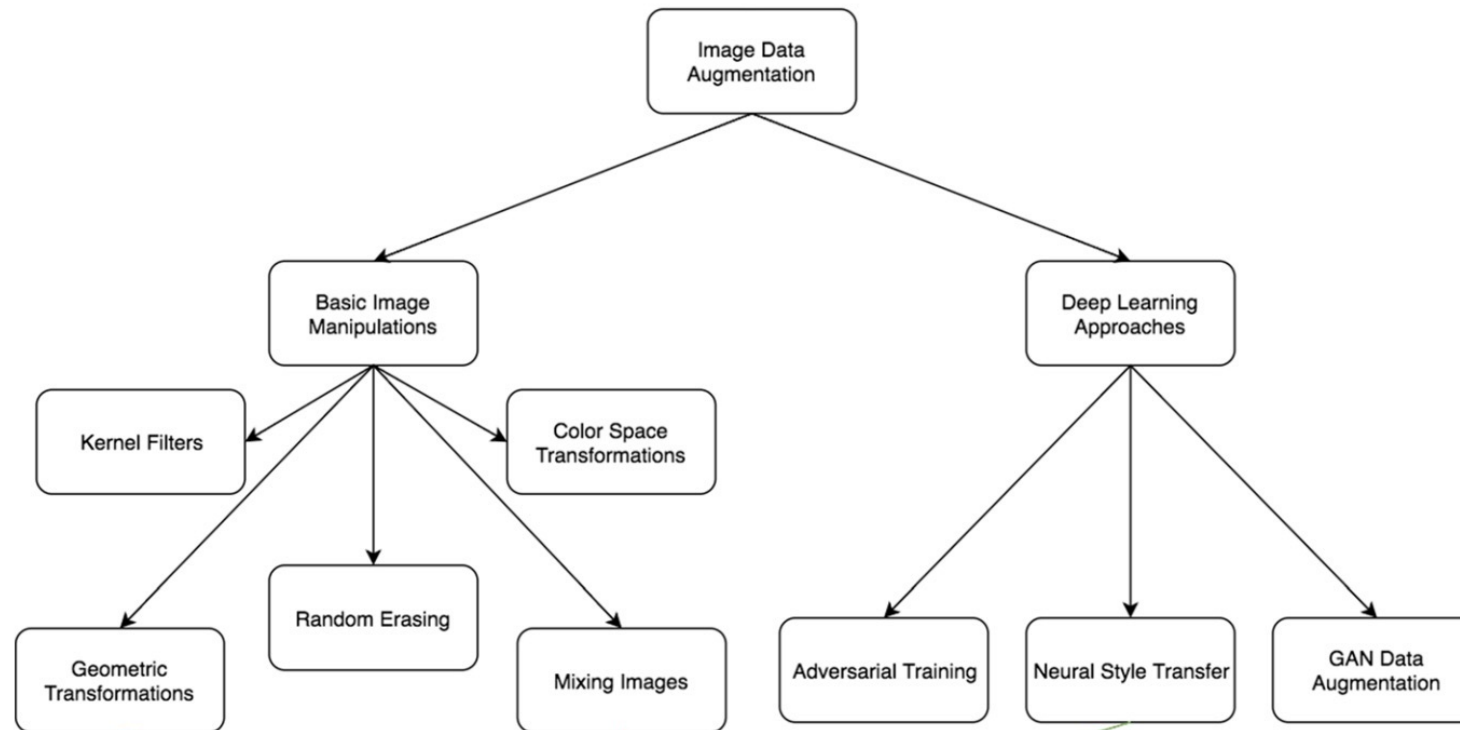 Image Data
Augmentation
Basic Image
Manipulations
Deep Learning
Approaches
Kernel Filters
Color Space
Transformations
Geometric
Transformations
Random Erasing
Mixing Images
Adversarial Training
Neural Style Transfer
GAN Data
Augmentation